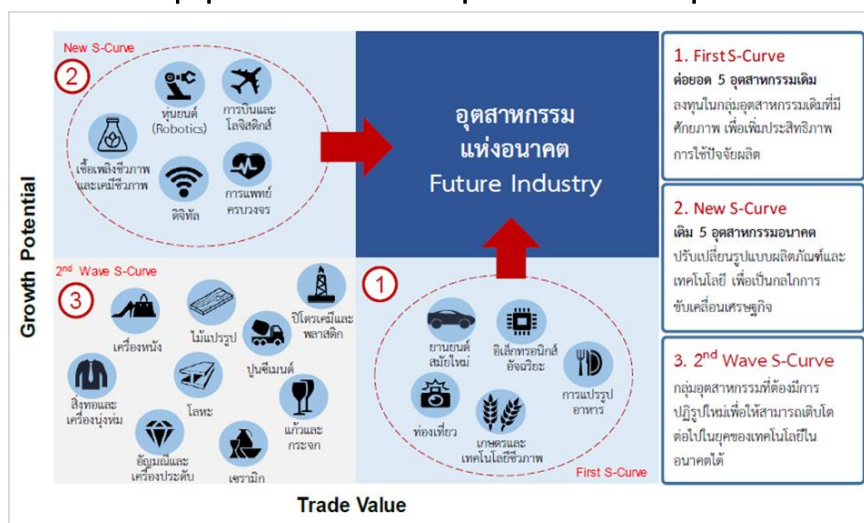 New S-Curve
2
หุ่นยนต์
(Robotics)
การบินและ
โลจิสติกส์
เชื้อเพลิงชีวภาพ
และเคมีชีวภาพ
ดิจิทัล
การแพทย์
ครบวงจร
อุตสาหกรรม
แห่งอนาคต
Future Industry
Growth Potential
2nd Wave S-Curve
3
เครื่องหนัง
ไม้แปรรูป
ปิโตรเคมีและ
พลาสติก
ปูนซีเมนต์
สิ่งทอและ
เครื่องนุ่งห่ม
โลหะ
แก้วและ
กระจก
อัญมณีและ
เครื่องประดับ
เซรามิก
1
ยานยนต์
สมัยใหม่
อิเล็กทรอนิกส์
อัจฉริยะ
การแปรรูป
อาหาร
ท่องเที่ยว
เกษตรและ
เทคโนโลยีชีวภาพ
First S-Curve
Trade Value
1. First S-Curve
ต่อยอด 5 อุตสาหกรรมเดิม
ลงทุนในกลุ่มอุตสาหกรรมเดิมที่มี
ศักยภาพ เพื่อเพิ่มประสิทธิภาพ
การใช้ปัจจัยผลิต
2. New S-Curve
เติม 5 อุตสาหกรรมอนาคต
ปรับเปลี่ยนรูปแบบผลิตภัณฑ์และ
เทคโนโลยี เพื่อเป็นกลไกการ
ขับเคลื่อนเศรษฐกิจ
3. 2nd Wave S-Curve
กลุ่มอุตสาหกรรมที่ต้องมีการ
ปฏิรูปใหม่เพื่อให้สามารถเติบโต
ต่อไปในยุคของเทคโนโลยีใน
อนาคตได้